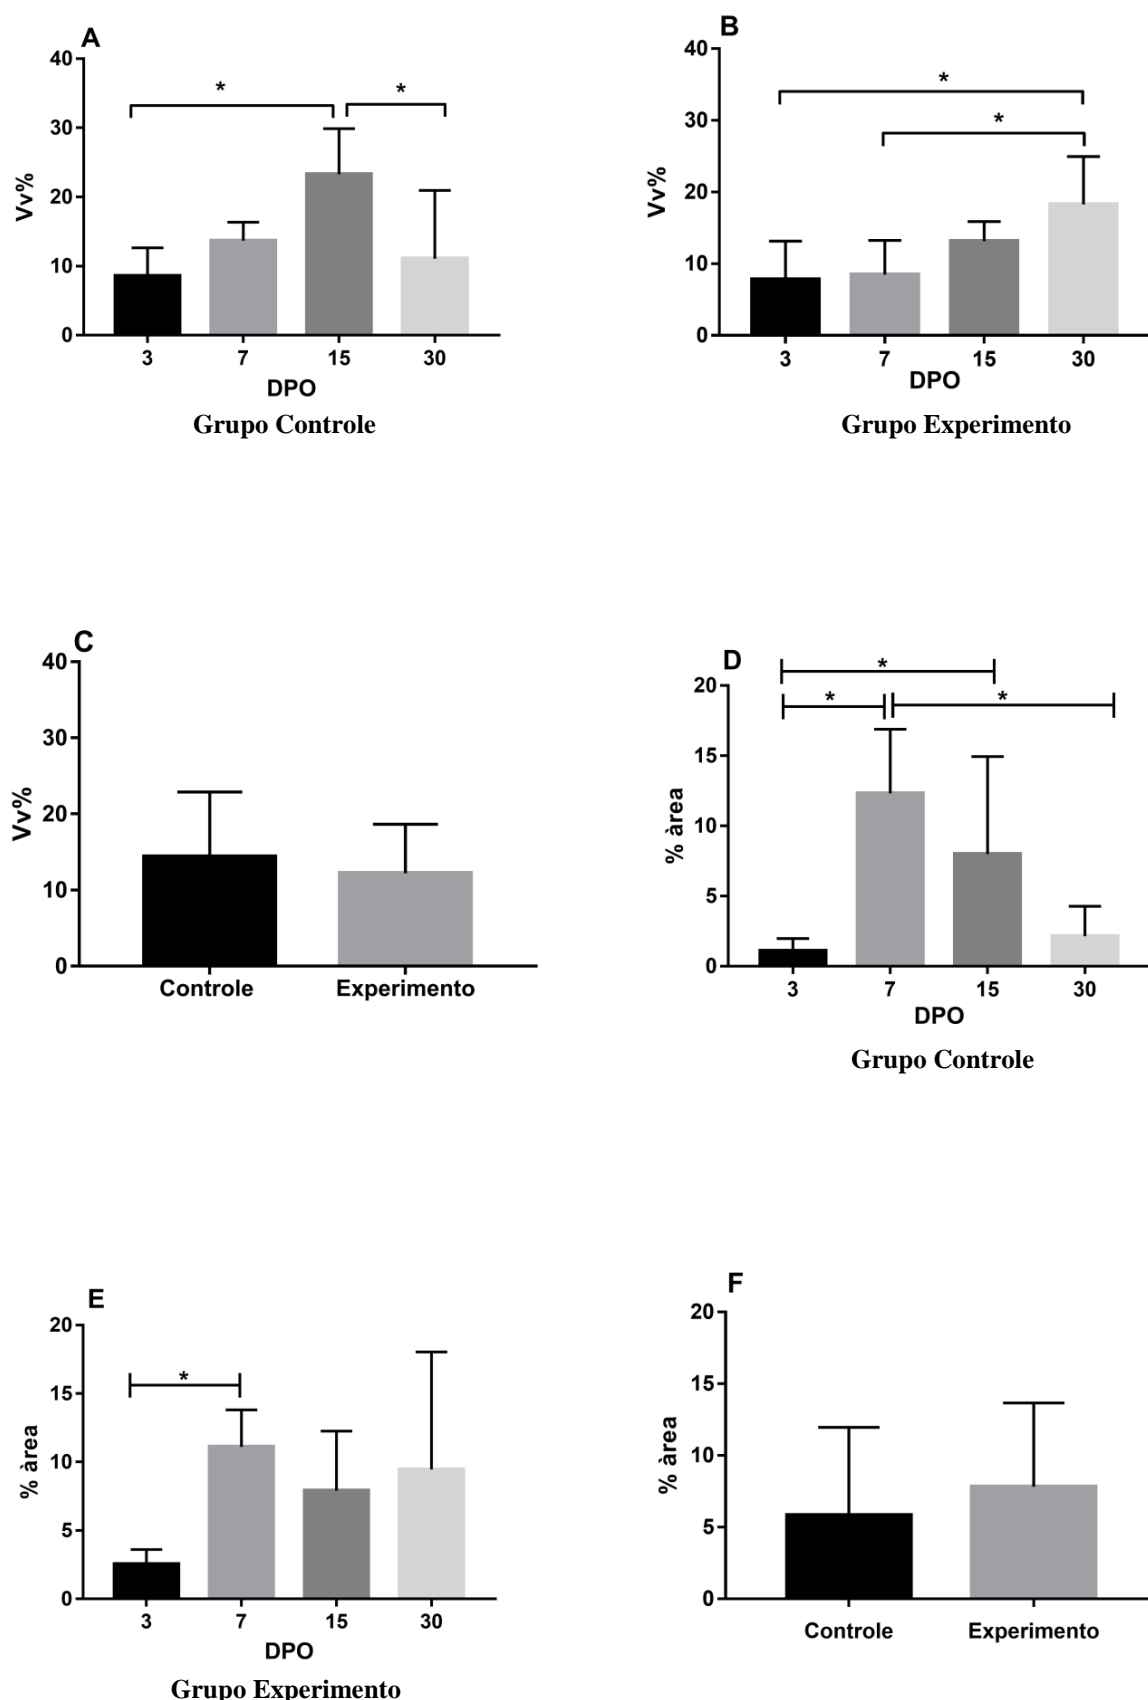 A
40
30
20
10
0
Vv%
*
*
3 7 15 30
DPO
Grupo Controle
B
40
30
20
10
0
Vv%
*
*
3 7 15 30
DPO
Grupo Experimento
C
40
30
20
10
0
Vv%
Controle Experimento
D
20
15
10
5
0
% àrea
*
*
*
3 7 15 30
DPO
Grupo Controle
E
20
15
10
5
0
% àrea
*
3 7 15 30
DPO
Grupo Experimento
F
20
15
10
5
0
% àrea
Controle Experimento